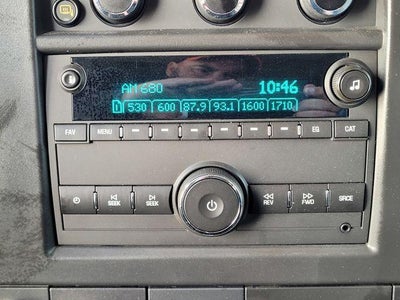 AM 680 10:46
1 530 600 87.9 93.1 1600 1710
FAV MENU EQ CAT
SEEK SEEK REV FWD SRCE